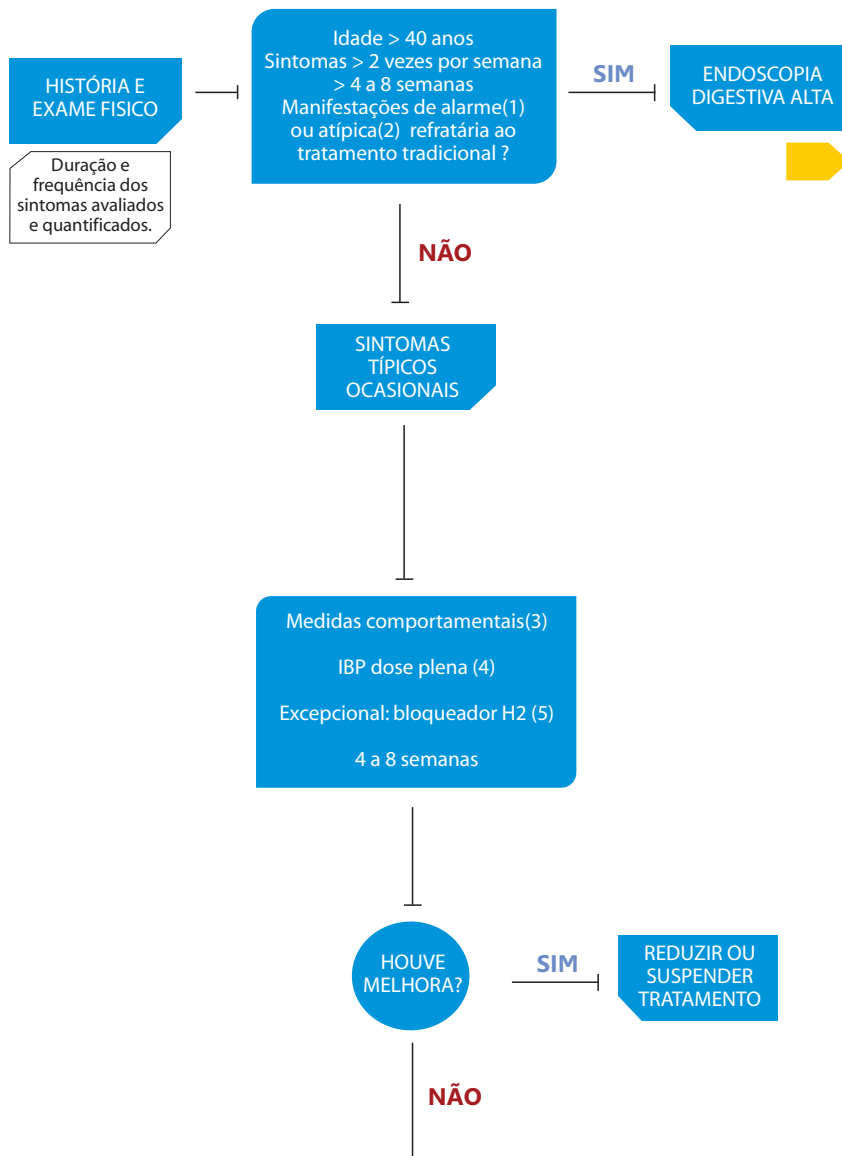 HISTÓRIA E
EXAME FISICO
Duração e
frequência dos
sintomas avaliados
e quantificados.
Idade > 40 anos
Sintomas > 2 vezes por semana
> 4 a 8 semanas
Manifestações de alarme(1)
ou atípica(2) refratária ao
tratamento tradicional ?
SIM
ENDOSCOPIA
DIGESTIVA ALTA
NÃO
SINTOMAS
TÍPICOS
OCASIONAIS
Medidas comportamentais(3)
IBP dose plena (4)
Excepcional: bloqueador H2 (5)
4 a 8 semanas
HOUVE
MELHORA?
SIM
REDUZIR OU
SUSPENDER
TRATAMENTO
NÃO